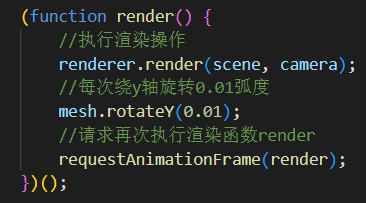 (function render() {
//执行渲染操作
renderer.render(scene, camera);
//每次绕y轴旋转0.01弧度
mesh.rotateY(0.01);
//请求再次执行渲染函数render
requestAnimationFrame(render);
})();